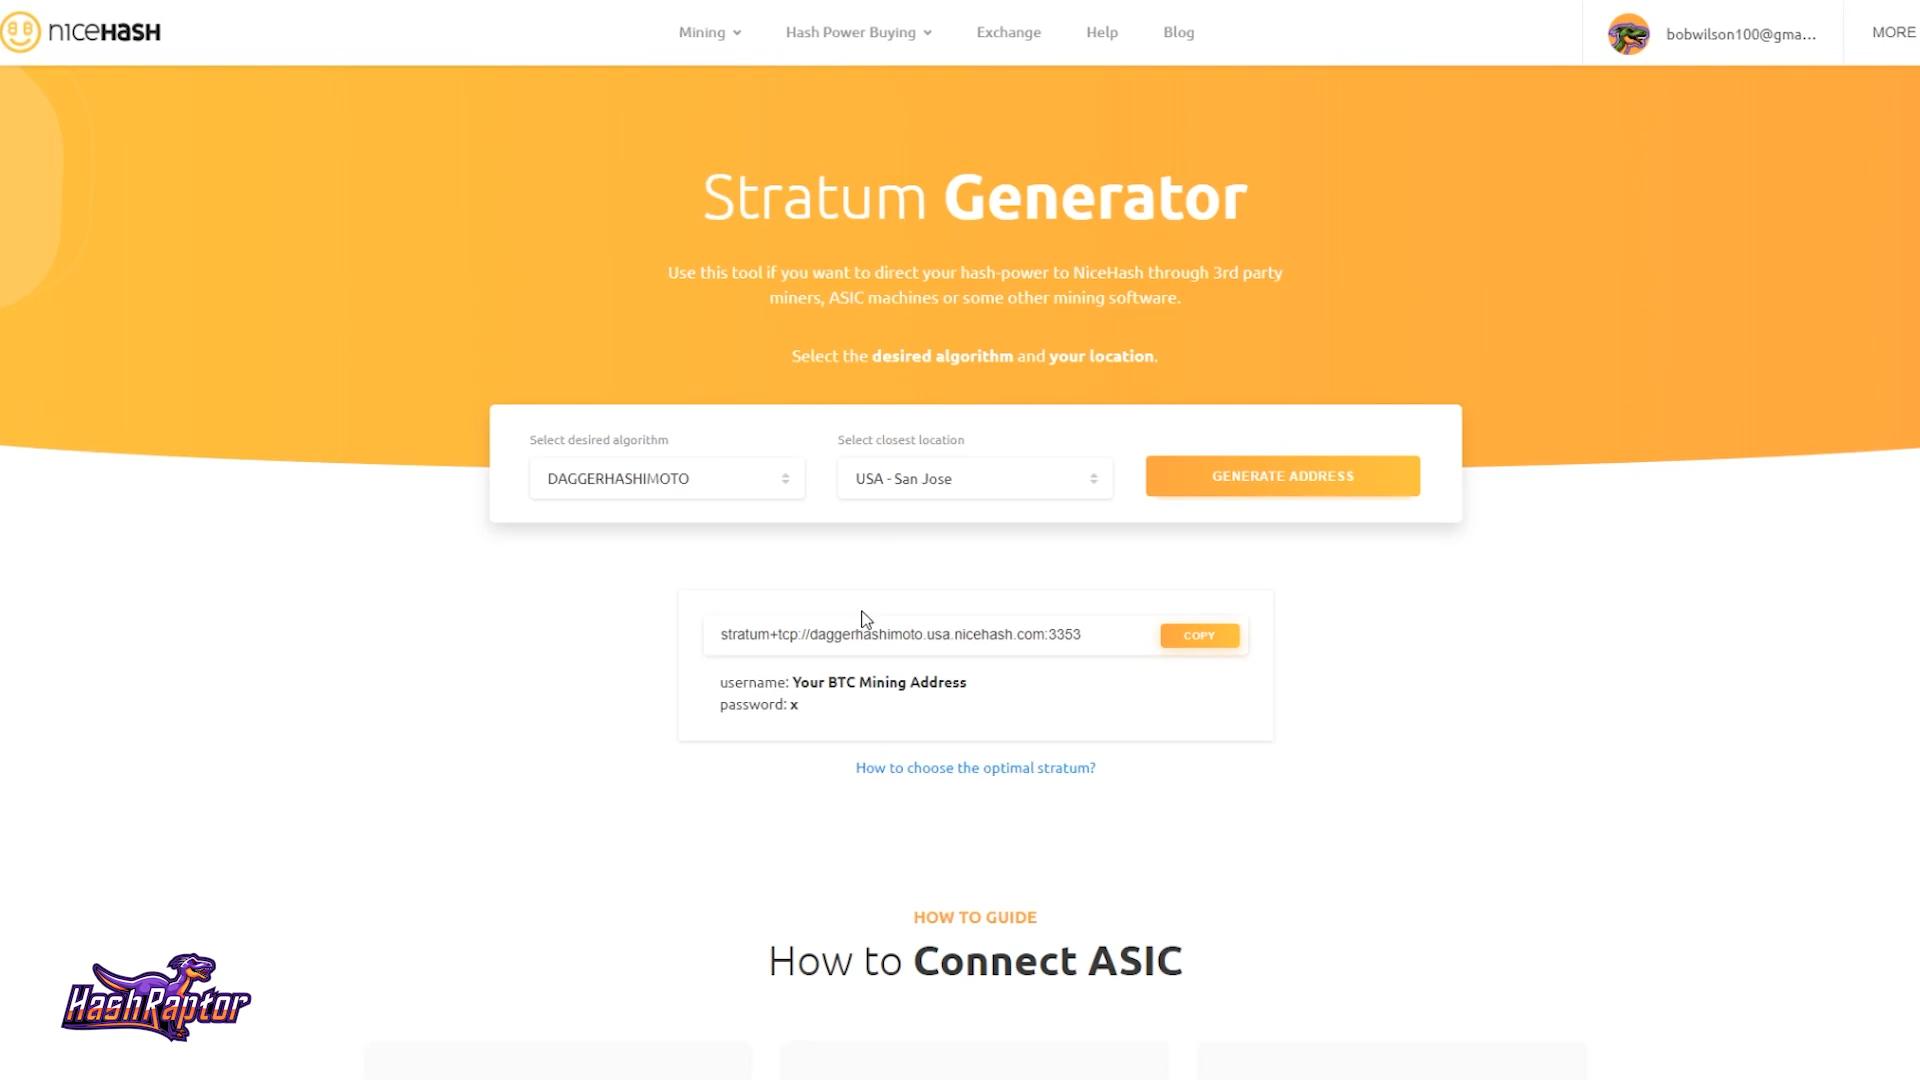 nıceHasH
Mining
Hash Power Buying
Exchange
Help
Blog
bobwilson100@gma...
MORE
Stratum Generator
Use this tool if you want to direct your hash-power to NiceHash through 3rd party
miners, ASIC machines or some other mining software.
Select the desired algorithm and your location.
Select desired algorithm
Select closest location
DAGGERHASHIMOTO
USA - San Jose
GENERATE ADDRESS
stratum+tcp://daggerhashimoto.usa.nicehash.com:3353
COPY
username: Your BTC Mining Address
password: x
How to choose the optimal stratum?
HOW TO GUIDE
How to Connect ASIC
HashRaptor